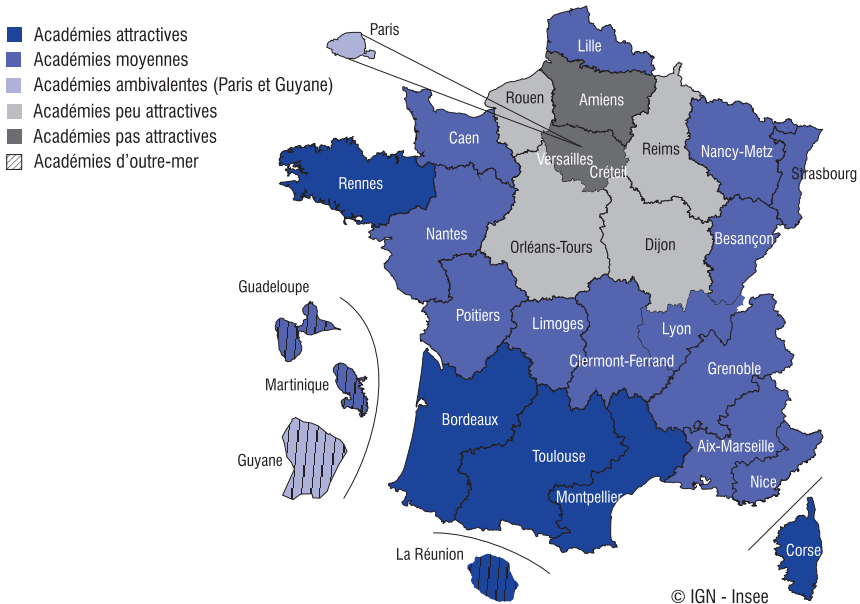 Académies attractives
Académies moyennes
Académies ambivalentes (Paris et Guyane)
Académies peu attractives
Académies pas attractives
Académies d'outre-mer
Paris
Lille
Rouen
Amiens
Caen
Versailles
Créteil
Reims
Nancy-Metz
Strasbourg
Rennes
Nantes
Orléans-Tours
Dijon
Besançon
Guadeloupe
Poitiers
Limoges
Lyon
Clermont-Ferrand
Grenoble
Martinique
Bordeaux
Toulouse
Aix-Marseille
Guyane
Montpellier
Nice
La Réunion
Corse
© IGN - Insee